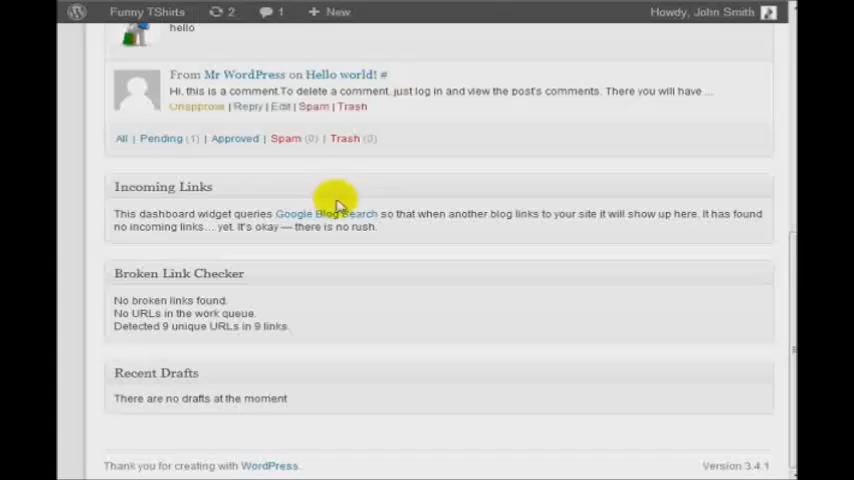 Funny TShirts 2 1 + New Howdy, John Smith
hello
From Mr WordPress on Hello world! #
Hi, this is a comment.To delete a comment, just log in and view the post's comments. There you will have ...
Unapprove | Reply | Edit | Spam | Trash
All | Pending (1) | Approved | Spam (0) | Trash (0)
Incoming Links
This dashboard widget queries Google Blog Search so that when another blog links to your site it will show up here. It has found
no incoming links... yet. It's okay — there is no rush.
Broken Link Checker
No broken links found.
No URLs in the work queue.
Detected 9 unique URLs in 9 links.
Recent Drafts
There are no drafts at the moment
Thank you for creating with WordPress. Version 3.4.1